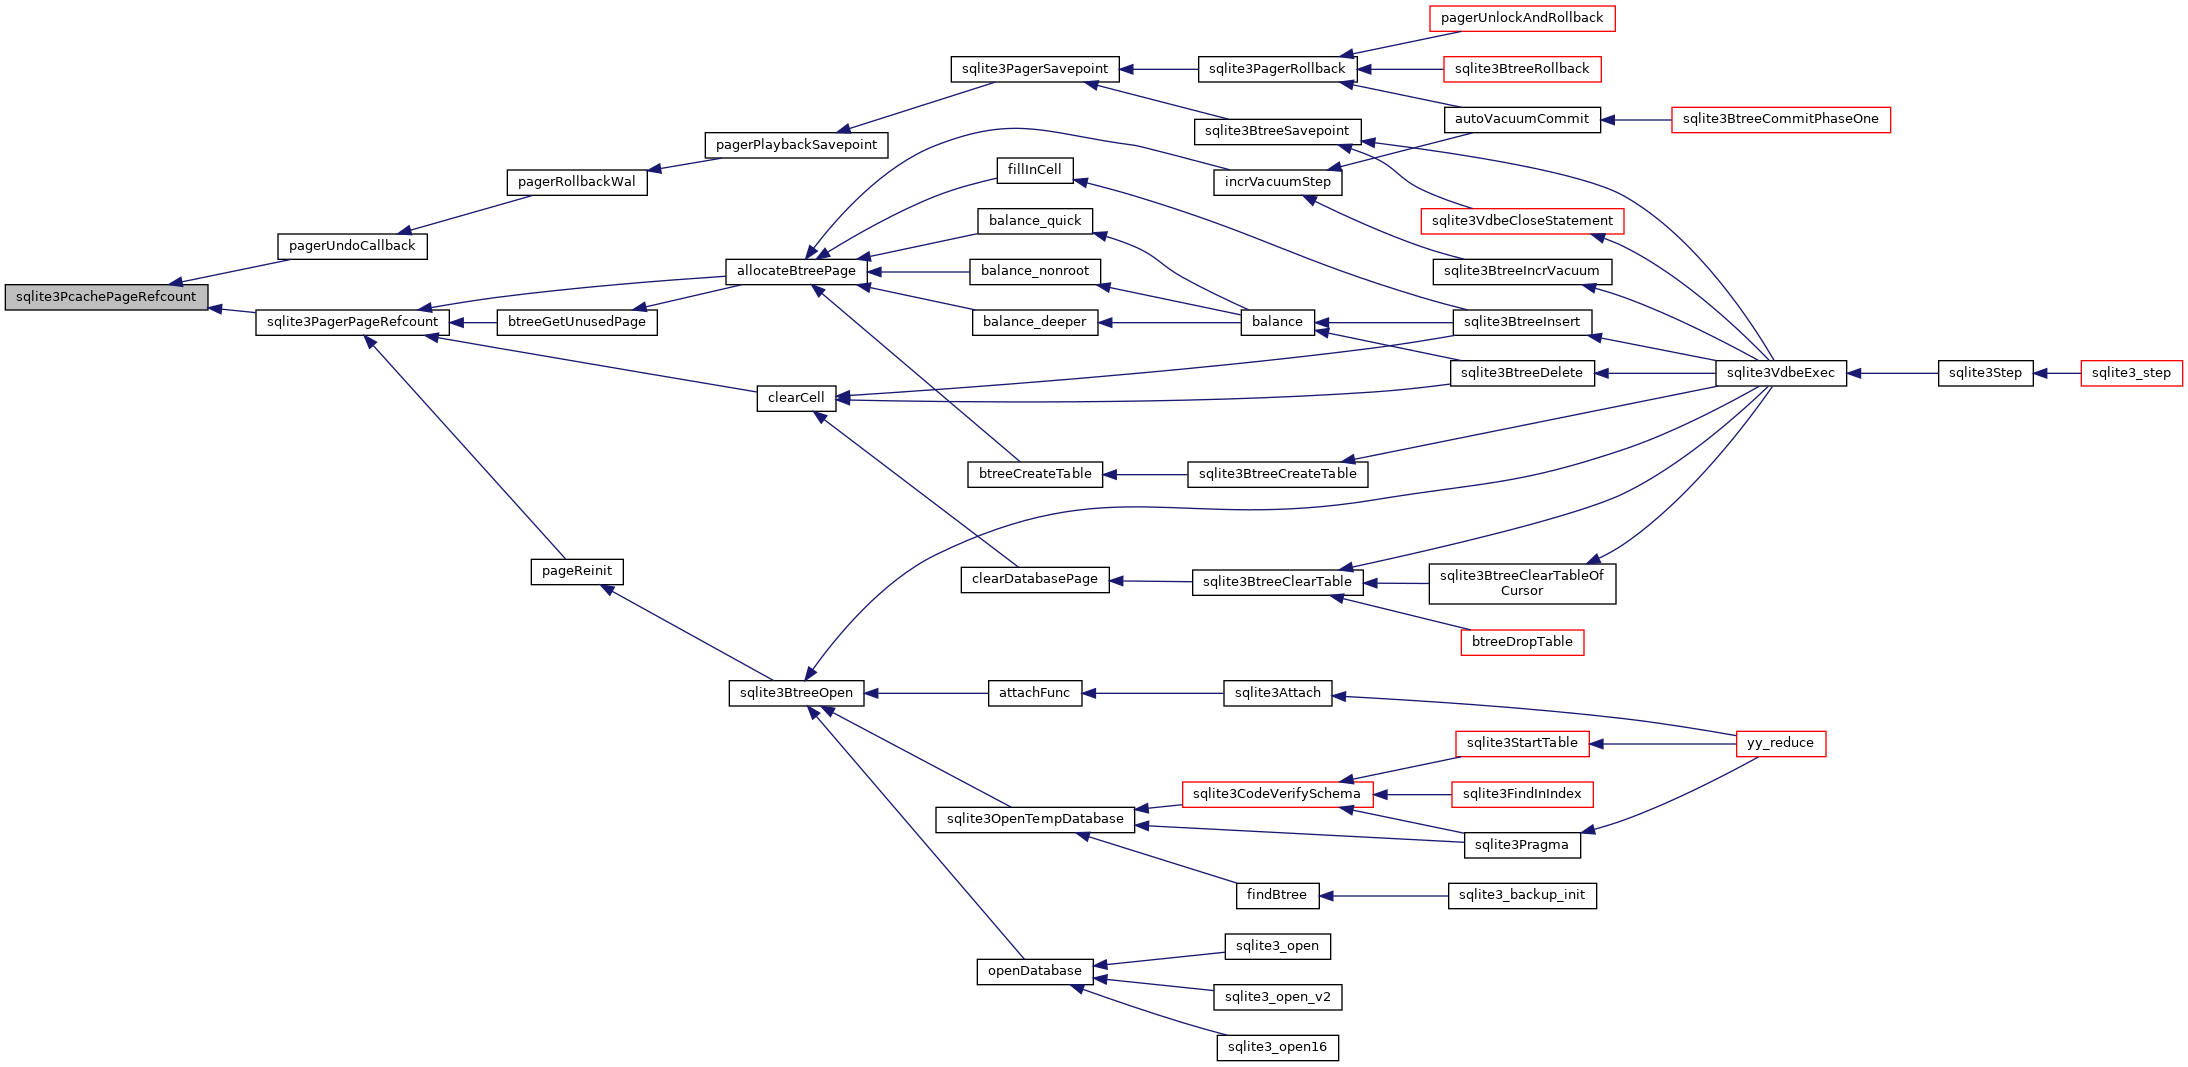 pagerUnlockAndRollback
sqlite3PagerSavepoint
sqlite3PagerRollback
sqlite3BtreeRollback
autoVacuumCommit
sqlite3BtreeCommitPhaseOne
sqlite3BtreeSavepoint
pagerPlaybackSavepoint
fillInCell
pagerRollbackWal
incrVacuumStep
balance_quick
sqlite3VdbeCloseStatement
pagerUndoCallback
allocateBtreePage
balance_nonroot
sqlite3BtreeIncrVacuum
sqlite3PcachePageRefcount
sqlite3PagerPageRefcount
btreeGetUnusedPage
balance_deeper
balance
sqlite3BtreeInsert
sqlite3BtreeDelete
sqlite3VdbeExec
sqlite3Step
sqlite3_step
clearCell
btreeCreateTable
sqlite3BtreeCreateTable
pageReinit
clearDatabasePage
sqlite3BtreeClearTable
sqlite3BtreeClearTableOf
Cursor
btreeDropTable
sqlite3BtreeOpen
attachFunc
sqlite3Attach
sqlite3StartTable
yy_reduce
sqlite3CodeVerifySchema
sqlite3FindInIndex
sqlite3OpenTempDatabase
sqlite3Pragma
findBtree
sqlite3_backup_init
sqlite3_open
openDatabase
sqlite3_open_v2
sqlite3_open16